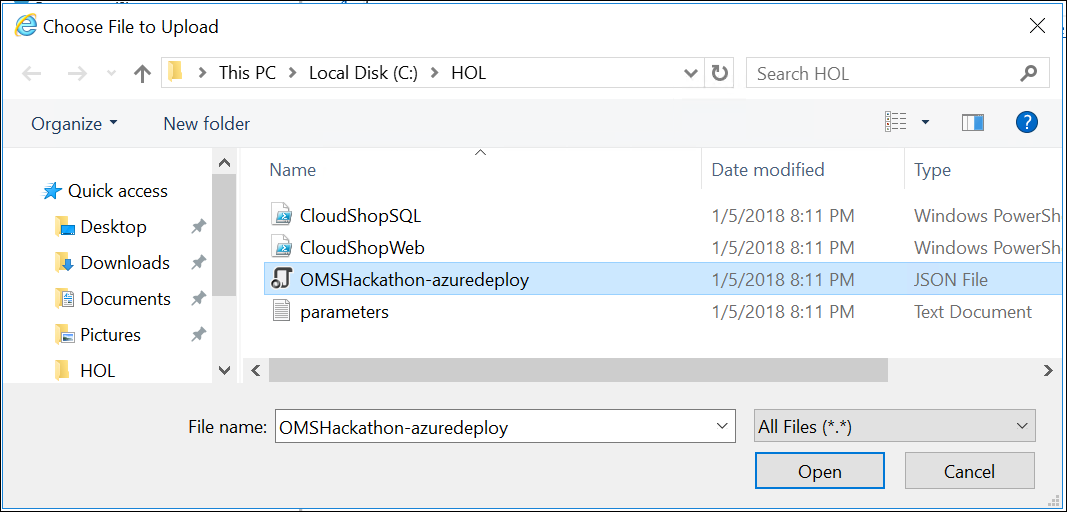 Choose File to Upload
This PC Local Disk (C:) HOL
Search HOL
Organize New folder
?
Name Date modified Type
Quick access
Desktop
Downloads
Documents
Pictures
HOL
CloudShopSQL 1/5/2018 8:11 PM Windows PowerSh
CloudShopWeb 1/5/2018 8:11 PM Windows PowerSh
OMSHackathon-azuredeploy 1/5/2018 8:11 PM JSON File
parameters 1/5/2018 8:11 PM Text Document
File name: OMSHackathon-azuredeploy All Files (*.*)
Open Cancel